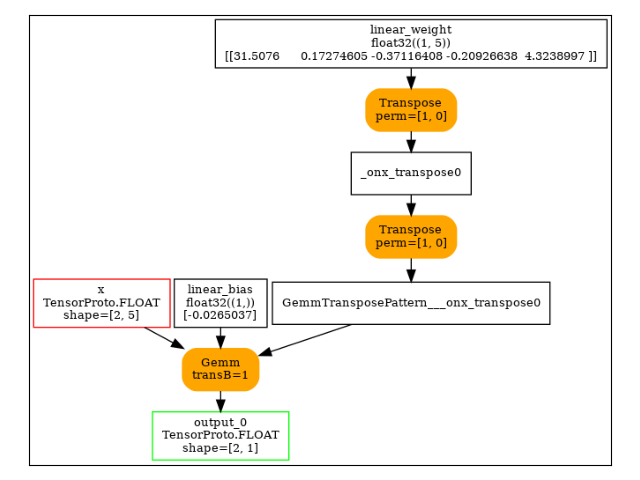 linear_weight
float32((1, 5))
[[31.5076 0.17274605 -0.37116408 -0.20926638 4.3238997 ]]
Transpose
perm=[1, 0]
_onx_transpose0
Transpose
perm=[1, 0]
x
TensorProto.FLOAT
shape=[2, 5]
linear_bias
float32((1,))
[-0.0265037]
GemmTransposePattern___onx_transpose0
Gemm
transB=1
output_0
TensorProto.FLOAT
shape=[2, 1]